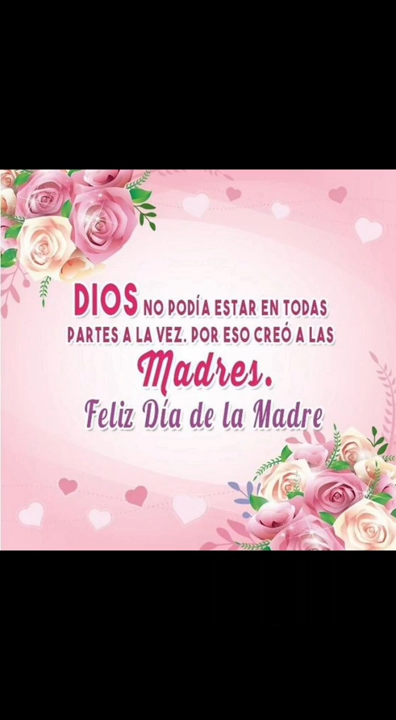 DIOS NO PODÍA ESTAR EN TODAS
PARTES A LA VEZ. POR ESO CREÓ A LAS
Madres.
Feliz Día de la Madre